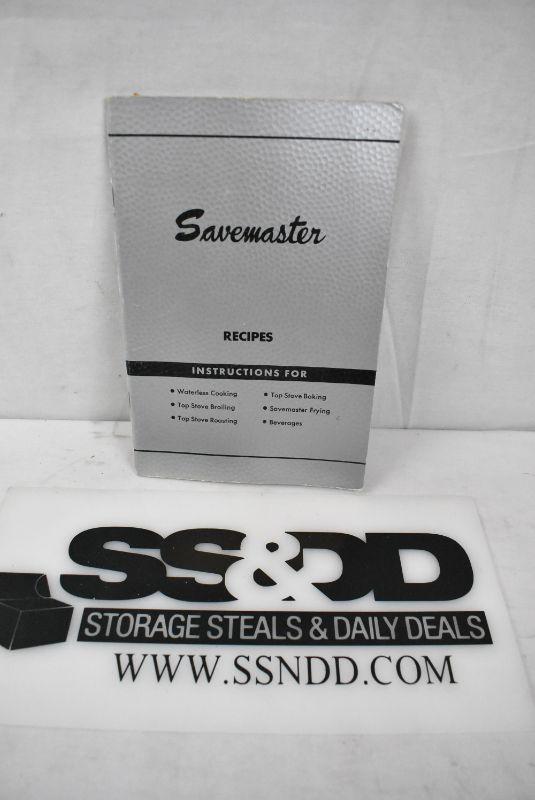 Savemaster
RECIPES
INSTRUCTIONS FOR
• Waterless Cooking
• Top Stove Broiling
• Top Stove Roasting
• Top Stove Baking
• Savemaster Frying
• Beverages
SS&DD
STORAGE STEALS & DAILY DEALS
WWW.SSNDD.COM